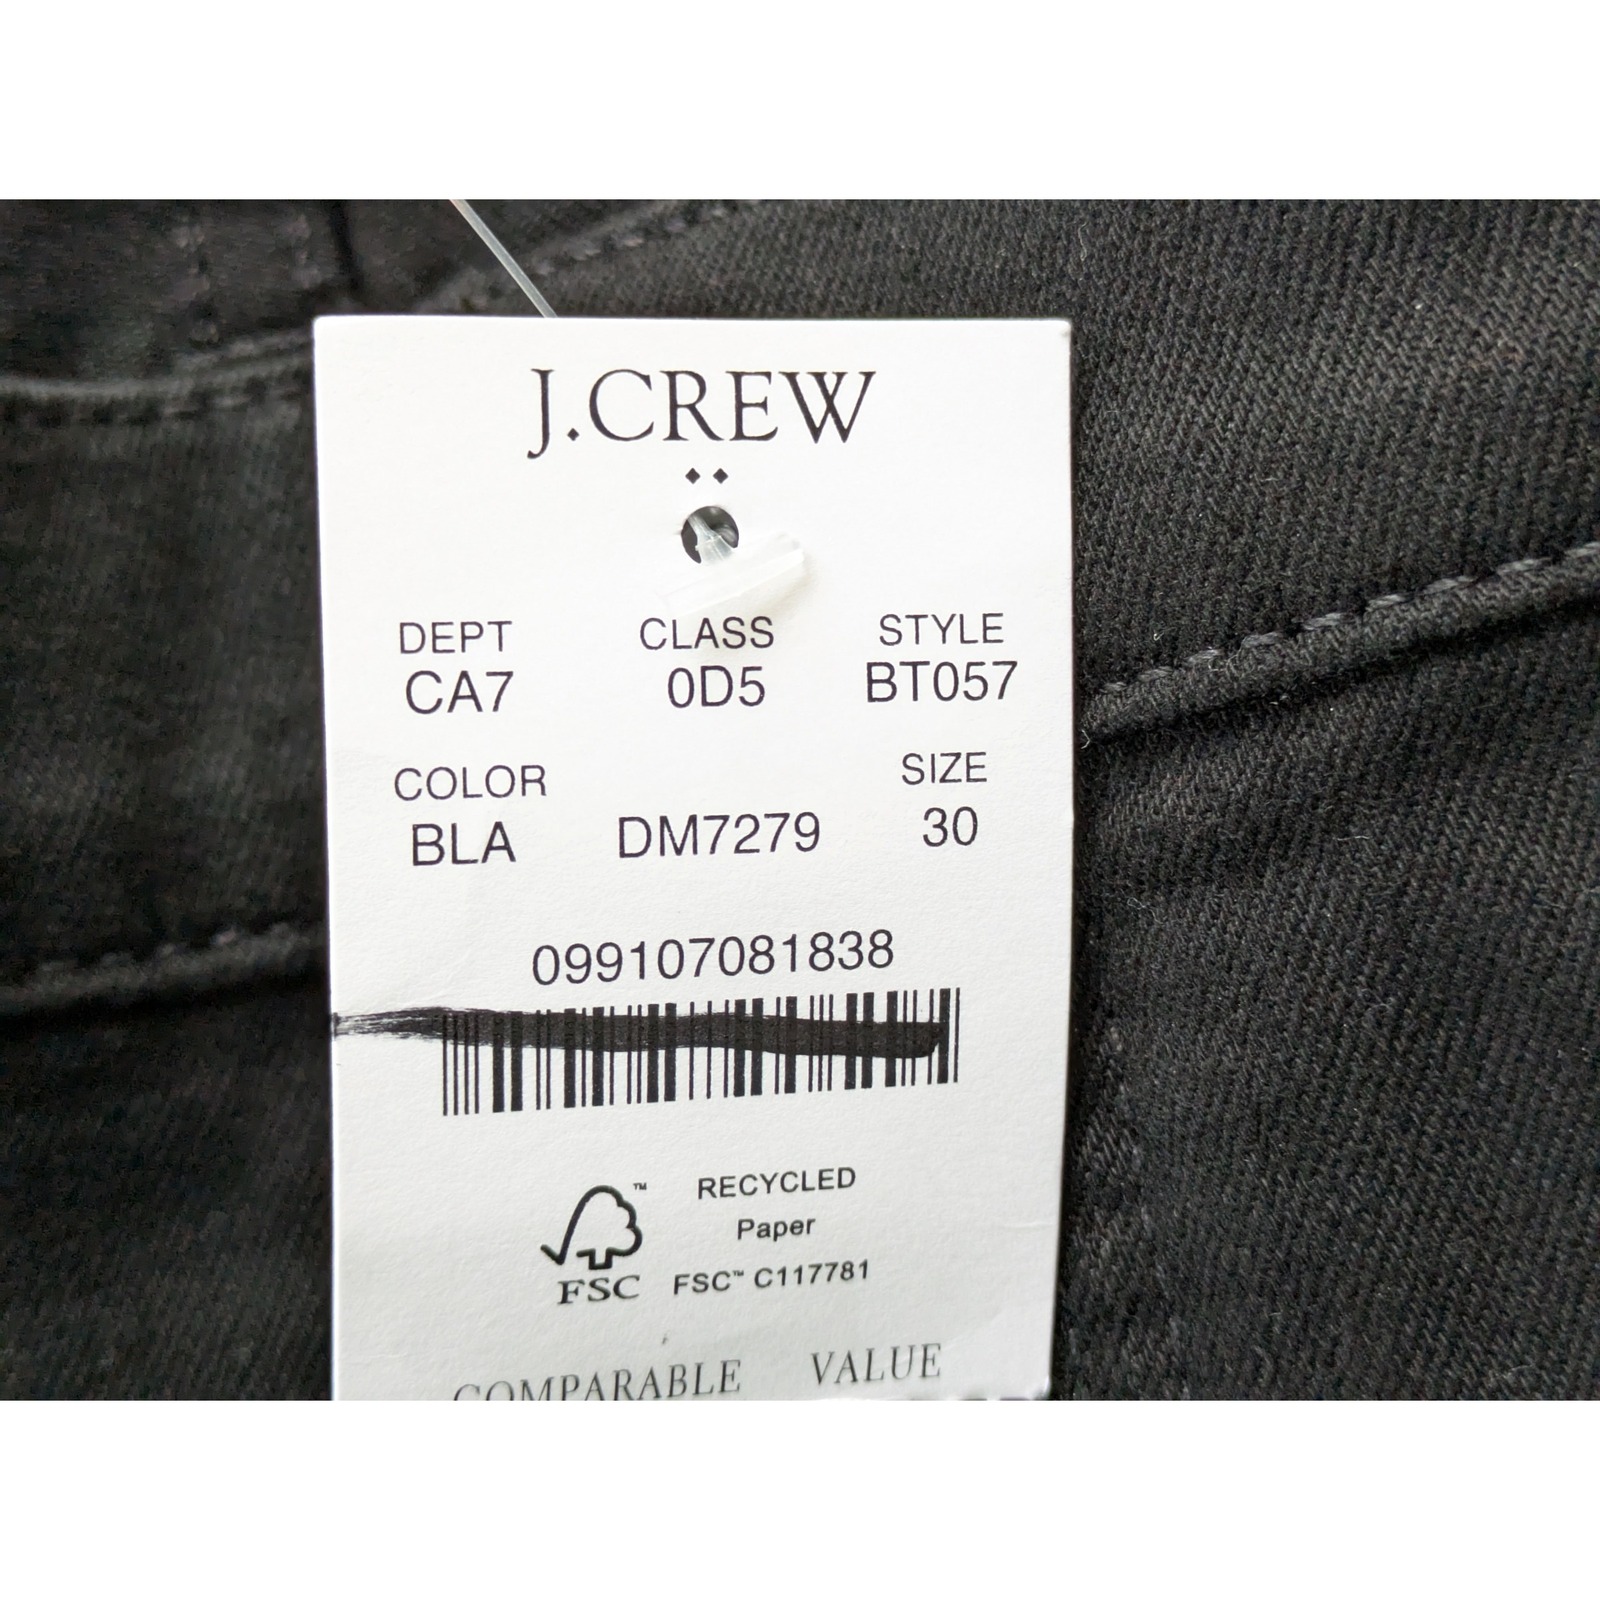 J.CREW
DEPT CLASS STYLE
CA7 0D5 BT057
COLOR SIZE
BLA DM7279 30
099107081838
RECYCLED
Paper
FSC™ C117781
™
FSC
COMPARABLE VALUE